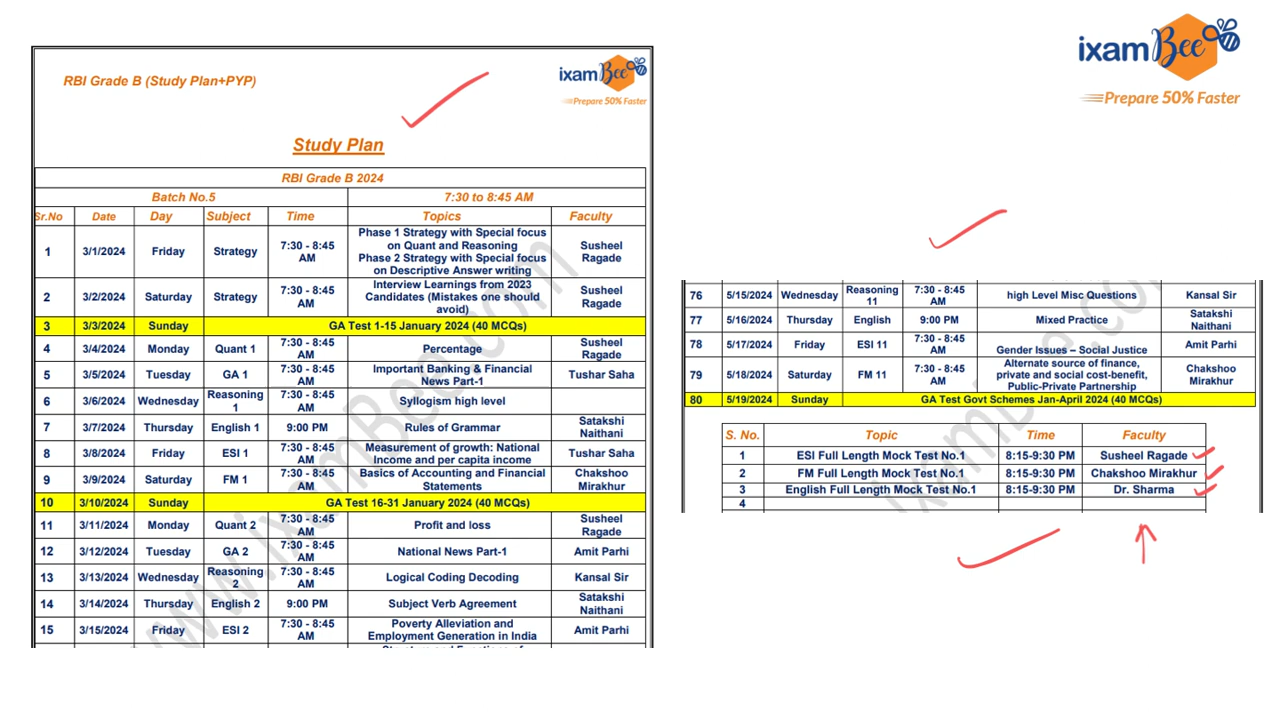 ixamBee
Prepare 50% Faster
RBI Grade B (Study Plan+PYP)
ixamBee
Prepare 50% Faster
Study Plan
RBI Grade B 2024
Batch No.5 7:30 to 8:45 AM
Sr.No Date Day Subject Time Topics Faculty
1 3/1/2024 Friday Strategy 7:30 - 8:45 AM Phase 1 Strategy with Special focus on Quant and Reasoning Phase 2 Strategy with Special focus on Descriptive Answer writing Susheel Ragade
2 3/2/2024 Saturday Strategy 7:30 - 8:45 AM Interview Learnings from 2023 Candidates (Mistakes one should avoid) Susheel Ragade
3 3/3/2024 Sunday GA Test 1-15 January 2024 (40 MCQs)
4 3/4/2024 Monday Quant 1 7:30 - 8:45 AM Percentage Susheel Ragade
5 3/5/2024 Tuesday GA 1 7:30 - 8:45 AM Important Banking & Financial News Part-1 Tushar Saha
6 3/6/2024 Wednesday Reasoning 1 7:30 - 8:45 AM Syllogism high level
7 3/7/2024 Thursday English 1 9:00 PM Rules of Grammar Satakshi Naithani
8 3/8/2024 Friday ESI 1 7:30 - 8:45 AM Measurement of growth: National Income and per capita income Tushar Saha
9 3/9/2024 Saturday FM 1 7:30 - 8:45 AM Basics of Accounting and Financial Statements Chakshoo Mirakhur
10 3/10/2024 Sunday GA Test 16-31 January 2024 (40 MCQs)
11 3/11/2024 Monday Quant 2 7:30 - 8:45 AM Profit and loss Susheel Ragade
12 3/12/2024 Tuesday GA 2 7:30 - 8:45 AM National News Part-1 Amit Parhi
13 3/13/2024 Wednesday Reasoning 2 7:30 - 8:45 AM Logical Coding Decoding Kansal Sir
14 3/14/2024 Thursday English 2 9:00 PM Subject Verb Agreement Satakshi Naithani
15 3/15/2024 Friday ESI 2 7:30 - 8:45 AM Poverty Alleviation and Employment Generation in India Amit Parhi
76 5/15/2024 Wednesday Reasoning 11 7:30 - 8:45 AM high Level Misc Questions Kansal Sir
77 5/16/2024 Thursday English 9:00 PM Mixed Practice Satakshi Naithani
78 5/17/2024 Friday ESI 11 7:30 - 8:45 AM Gender Issues – Social Justice Amit Parhi
79 5/18/2024 Saturday FM 11 7:30 - 8:45 AM Alternate source of finance, private and social cost-benefit, Public-Private Partnership Chakshoo Mirakhur
80 5/19/2024 Sunday GA Test Govt Schemes Jan-April 2024 (40 MCQs)
S. No. Topic Time Faculty
1 ESI Full Length Mock Test No.1 8:15-9:30 PM Susheel Ragade
2 FM Full Length Mock Test No.1 8:15-9:30 PM Chakshoo Mirakhur
3 English Full Length Mock Test No.1 8:15-9:30 PM Dr. Sharma
4
www.ixamBee.com